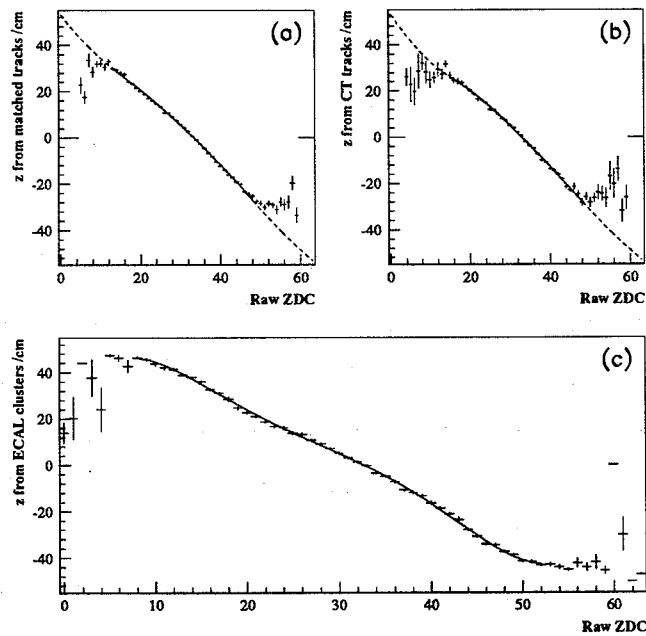 (a)
z from matched tracks /cm
40
20
0
-20
-40
0 20 40 60
Raw ZDC
(b)
z from CT tracks /cm
40
20
0
-20
-40
0 20 40 60
Raw ZDC
(c)
z from ECAL clusters /cm
40
20
0
-20
-40
0 10 20 30 40 50 60
Raw ZDC